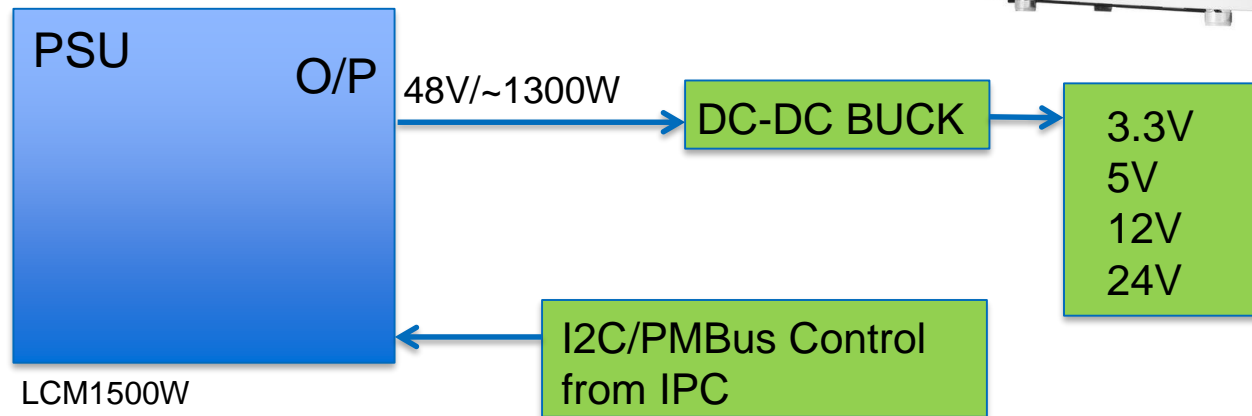 PSU
O/P
48V/~1300W
DC-DC BUCK
3.3V
5V
12V
24V
I2C/PMBus Control
from IPC
LCM1500W